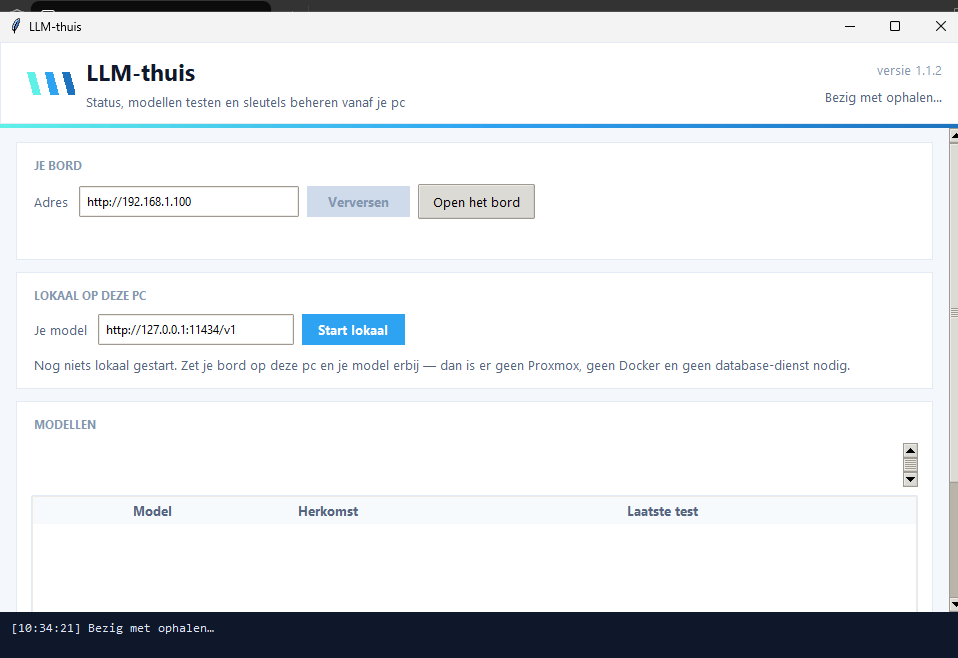 LLM-thuis
LLM-thuis
versie 1.1.2
Status, modellen testen en sleutels beheren vanaf je pc
Bezig met ophalen...
JE BORD
Adres http://192.168.1.100 Verversen Open het bord
LOKAAL OP DEZE PC
Je model http://127.0.0.1:11434/v1 Start lokaal
Nog niets lokaal gestart. Zet je bord op deze pc en je model erbij — dan is er geen Proxmox, geen Docker en geen database-dienst nodig.
MODELLEN
Model Herkomst Laatste test
[10:34:21] Bezig met ophalen…